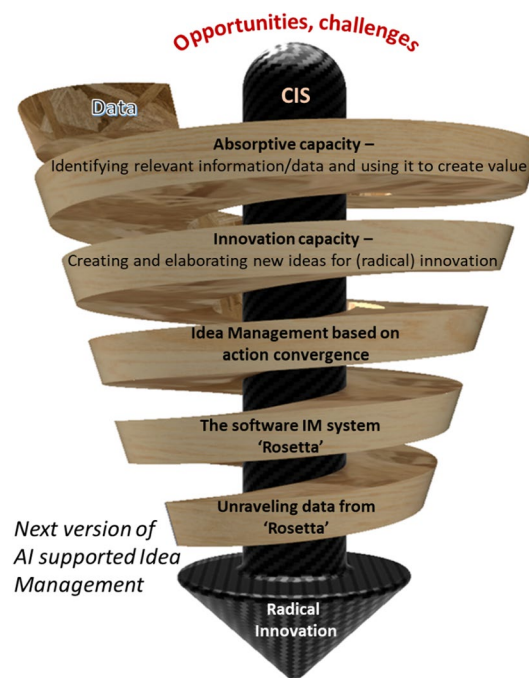 Opportunities, challenges
CIS
Data
Absorptive capacity –
Identifying relevant information/data and using it to create value
Innovation capacity –
Creating and elaborating new ideas for (radical) innovation
Idea Management based on
action convergence
The software IM system
‘Rosetta’
Unraveling data from
‘Rosetta’
Next version of
AI supported Idea
Management
Radical
Innovation